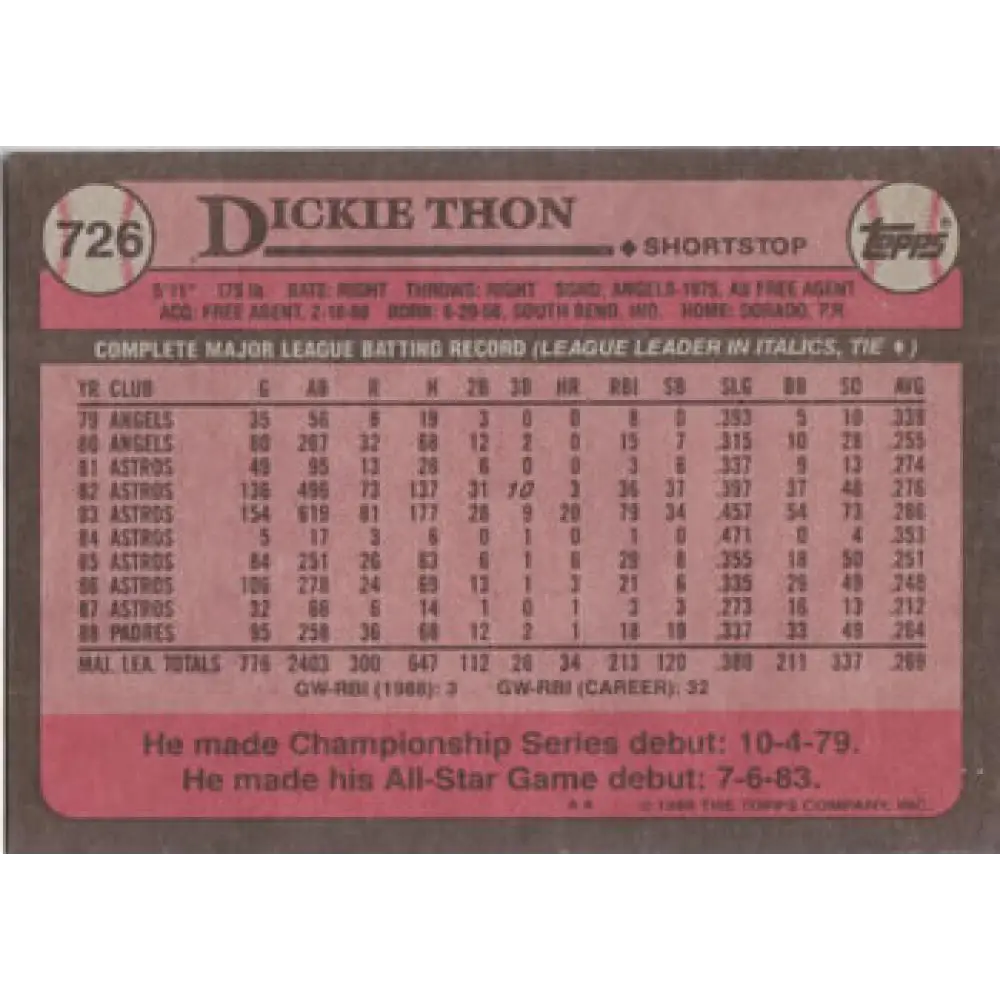 726
DICKIE THON
♦ SHORTSTOP
TOPPS®
5'11" 175 lb. BATS: RIGHT THROWS: RIGHT SGND: ANGELS-1975, AS FREE AGENT
ACQ: FREE AGENT, 2-18-88 BORN: 6-20-58, SOUTH BEND, IND. HOME: DORADO, P.R.
COMPLETE MAJOR LEAGUE BATTING RECORD (LEAGUE LEADER IN ITALICS, TIE ♦)
YR CLUB G AB R H 2B 3B HR RBI SB SLG BB SO AVG
79 ANGELS 35 56 6 19 3 0 0 8 0 .393 5 10 .339
80 ANGELS 80 267 32 68 12 2 0 15 7 .315 10 28 .255
81 ASTROS 49 95 13 26 6 0 0 3 6 .337 9 13 .274
82 ASTROS 136 496 73 137 31 10 3 36 37 .397 37 48 .276
83 ASTROS 154 619 81 177 28 9 20 79 34 .457 54 73 .286
84 ASTROS 5 17 3 6 0 1 0 1 0 .471 0 4 .353
85 ASTROS 84 251 26 63 6 1 6 29 8 .355 18 50 .251
86 ASTROS 106 278 24 69 13 1 3 21 6 .335 29 49 .248
87 ASTROS 32 66 6 14 1 0 1 3 3 .273 16 13 .212
88 PADRES 95 258 36 68 12 2 1 18 19 .337 33 49 .264
MAJ. LEA. TOTALS 776 2403 300 647 112 26 34 213 120 .380 211 337 .269
GW-RBI (1988): 3 GW-RBI (CAREER): 32
He made Championship Series debut: 10-4-79.
He made his All-Star Game debut: 7-6-83.
THE TOPPS COMPANY, INC.